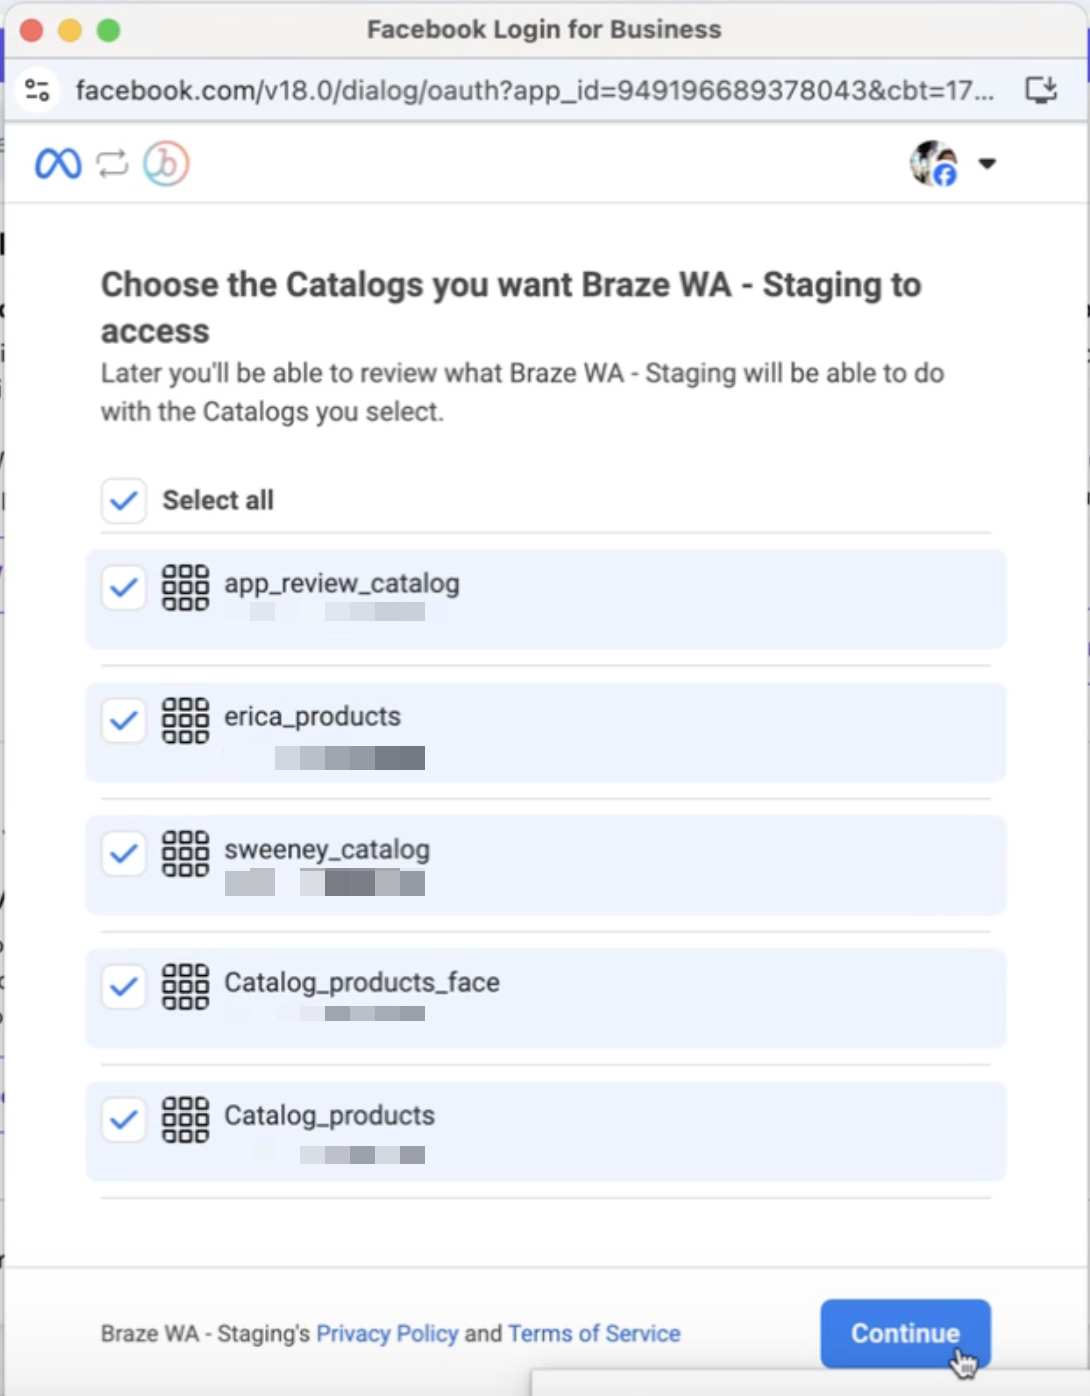 Facebook Login for Business
facebook.com/v18.0/dialog/oauth?app_id=949196689378043&cbt=17...
Choose the Catalogs you want Braze WA - Staging to
access
Later you'll be able to review what Braze WA - Staging will be able to do
with the Catalogs you select.
Select all
app_review_catalog
erica_products
sweeney_catalog
Catalog_products_face
Catalog_products
Braze WA - Staging's Privacy Policy and Terms of Service
Continue